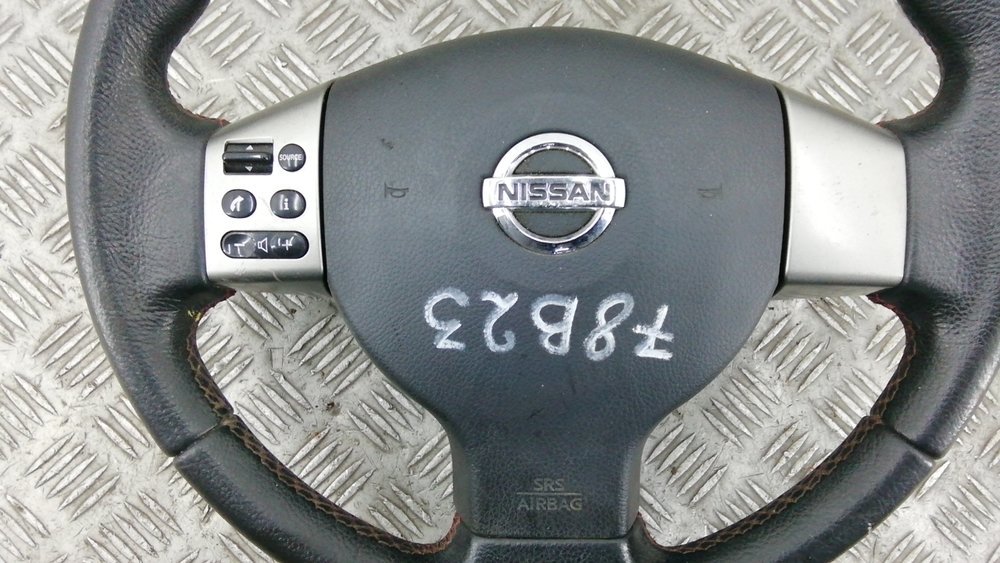 SOURCE
NISSAN
78B23
SRS
AIRBAG